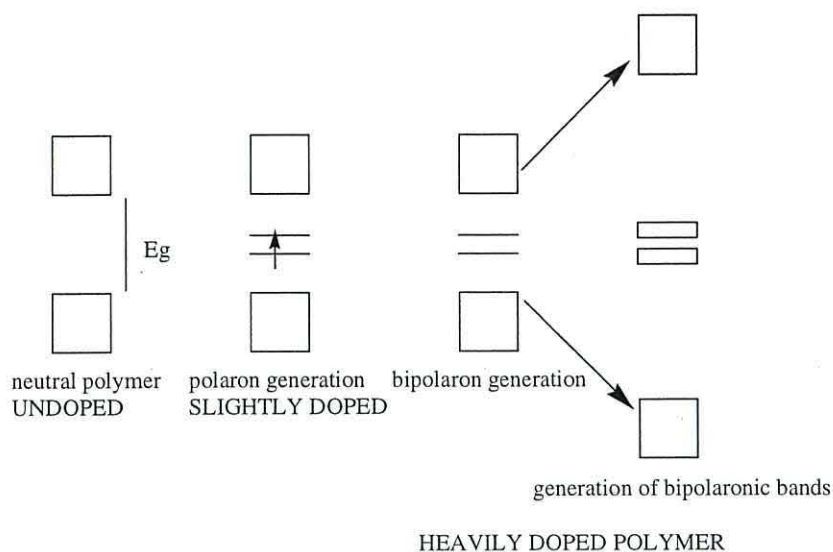 Eg
neutral polymer
UNDOPED
polaron generation
SLIGHTLY DOPED
bipolaron generation
generation of bipolaronic bands
HEAVILY DOPED POLYMER